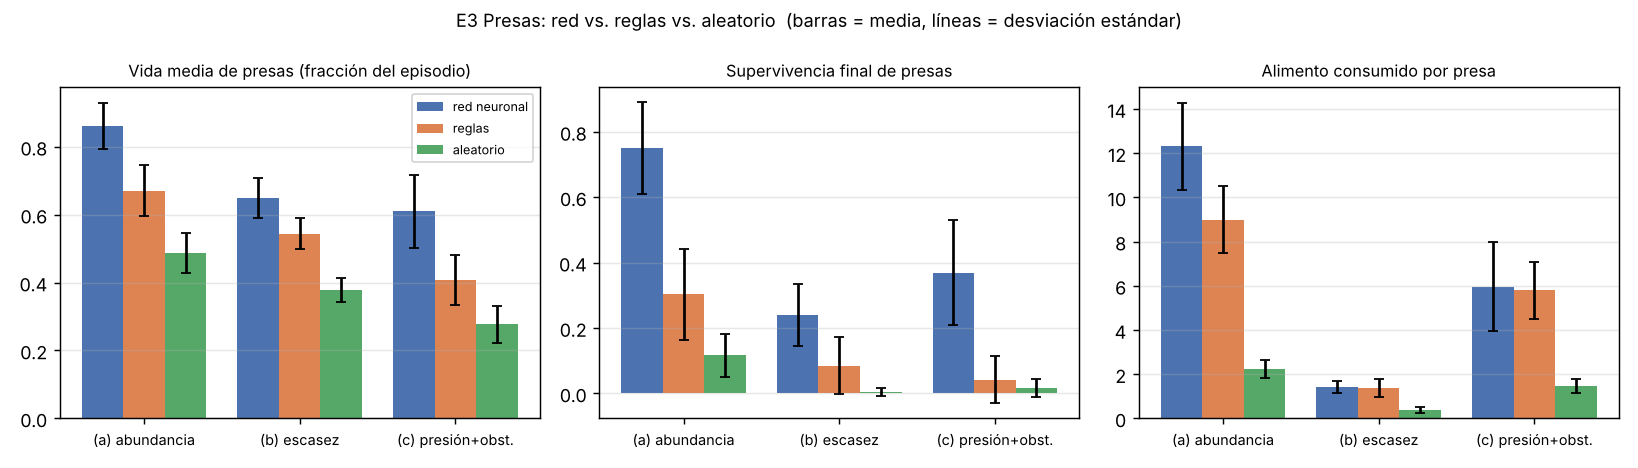 E3 Presas: red vs. reglas vs. aleatorio  (barras = media, líneas = desviación estándar)
Vida media de presas (fracción del episodio)
red neuronal
reglas
aleatorio
0.8
0.6
0.4
0.2
0.0
(a) abundancia
(b) escasez
(c) presión+obst.
Supervivencia final de presas
0.8
0.6
0.4
0.2
0.0
(a) abundancia
(b) escasez
(c) presión+obst.
Alimento consumido por presa
14
12
10
8
6
4
2
0
(a) abundancia
(b) escasez
(c) presión+obst.